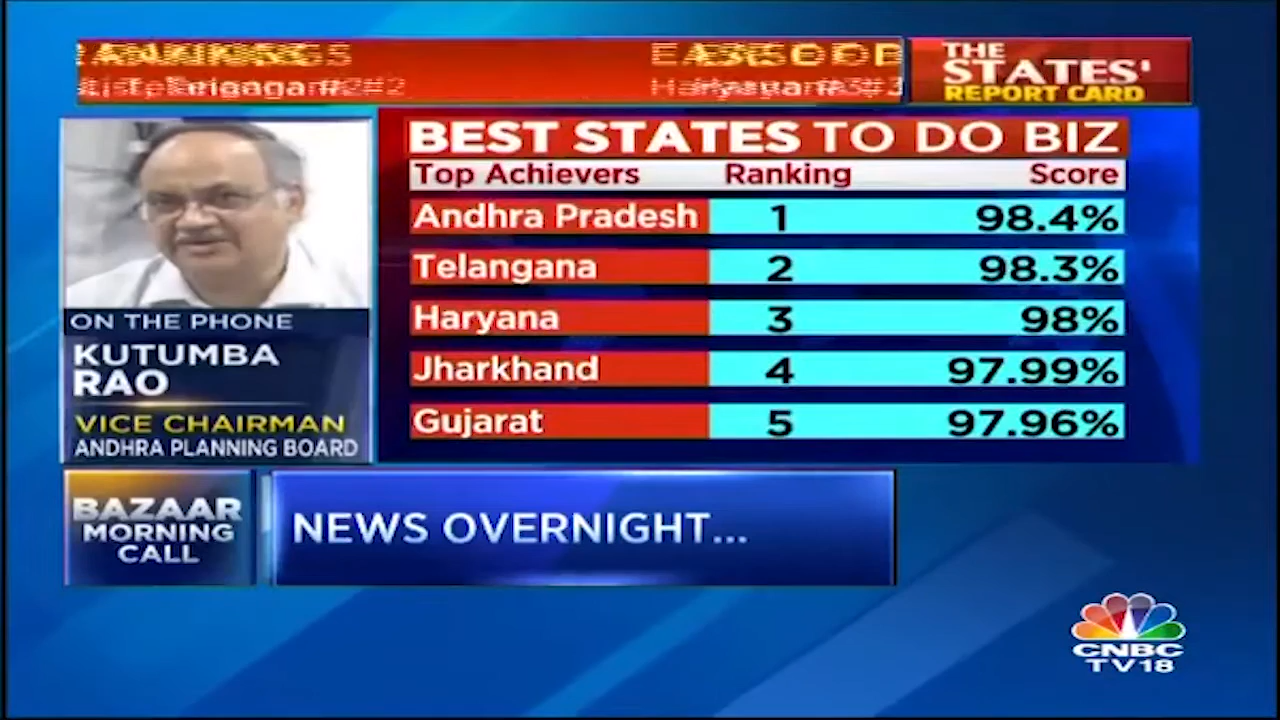 THE
STATES'
REPORT CARD
BEST STATES TO DO BIZ
Top Achievers Ranking Score
Andhra Pradesh 1 98.4%
Telangana 2 98.3%
Haryana 3 98%
Jharkhand 4 97.99%
Gujarat 5 97.96%
ON THE PHONE
KUTUMBA
RAO
VICE CHAIRMAN
ANDHRA PLANNING BOARD
BAZAAR
MORNING
CALL
NEWS OVERNIGHT...
CNBC
TV18